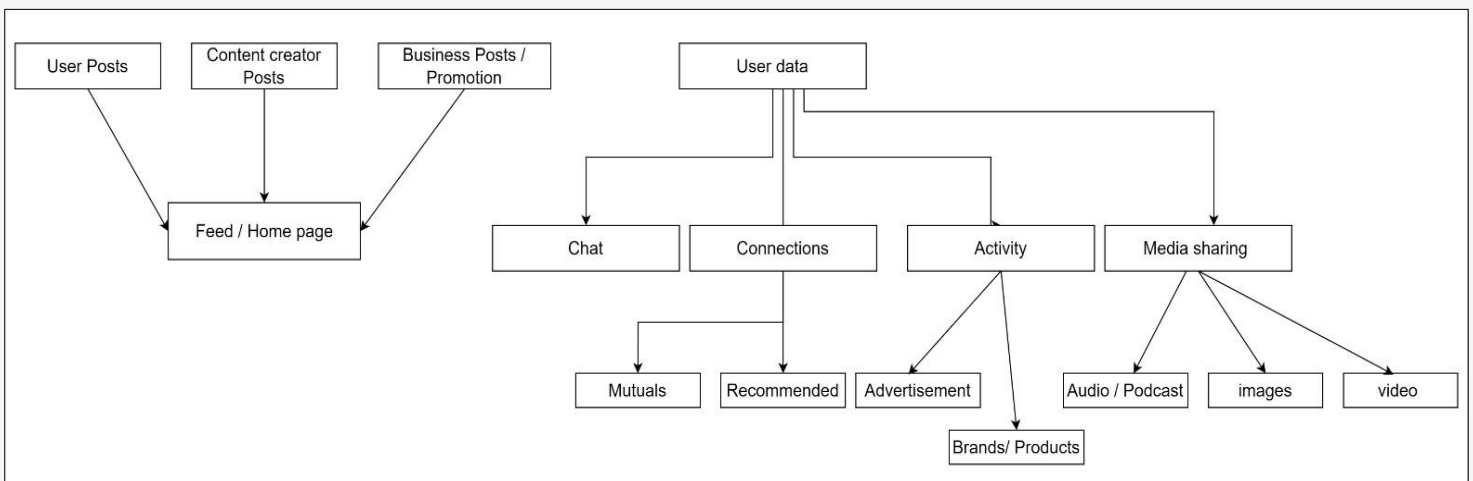 User Posts
Content creator
Posts
Business Posts /
Promotion
User data
Feed / Home page
Chat
Connections
Activity
Media sharing
Mutuals
Recommended
Advertisement
Audio / Podcast
images
video
Brands/ Products